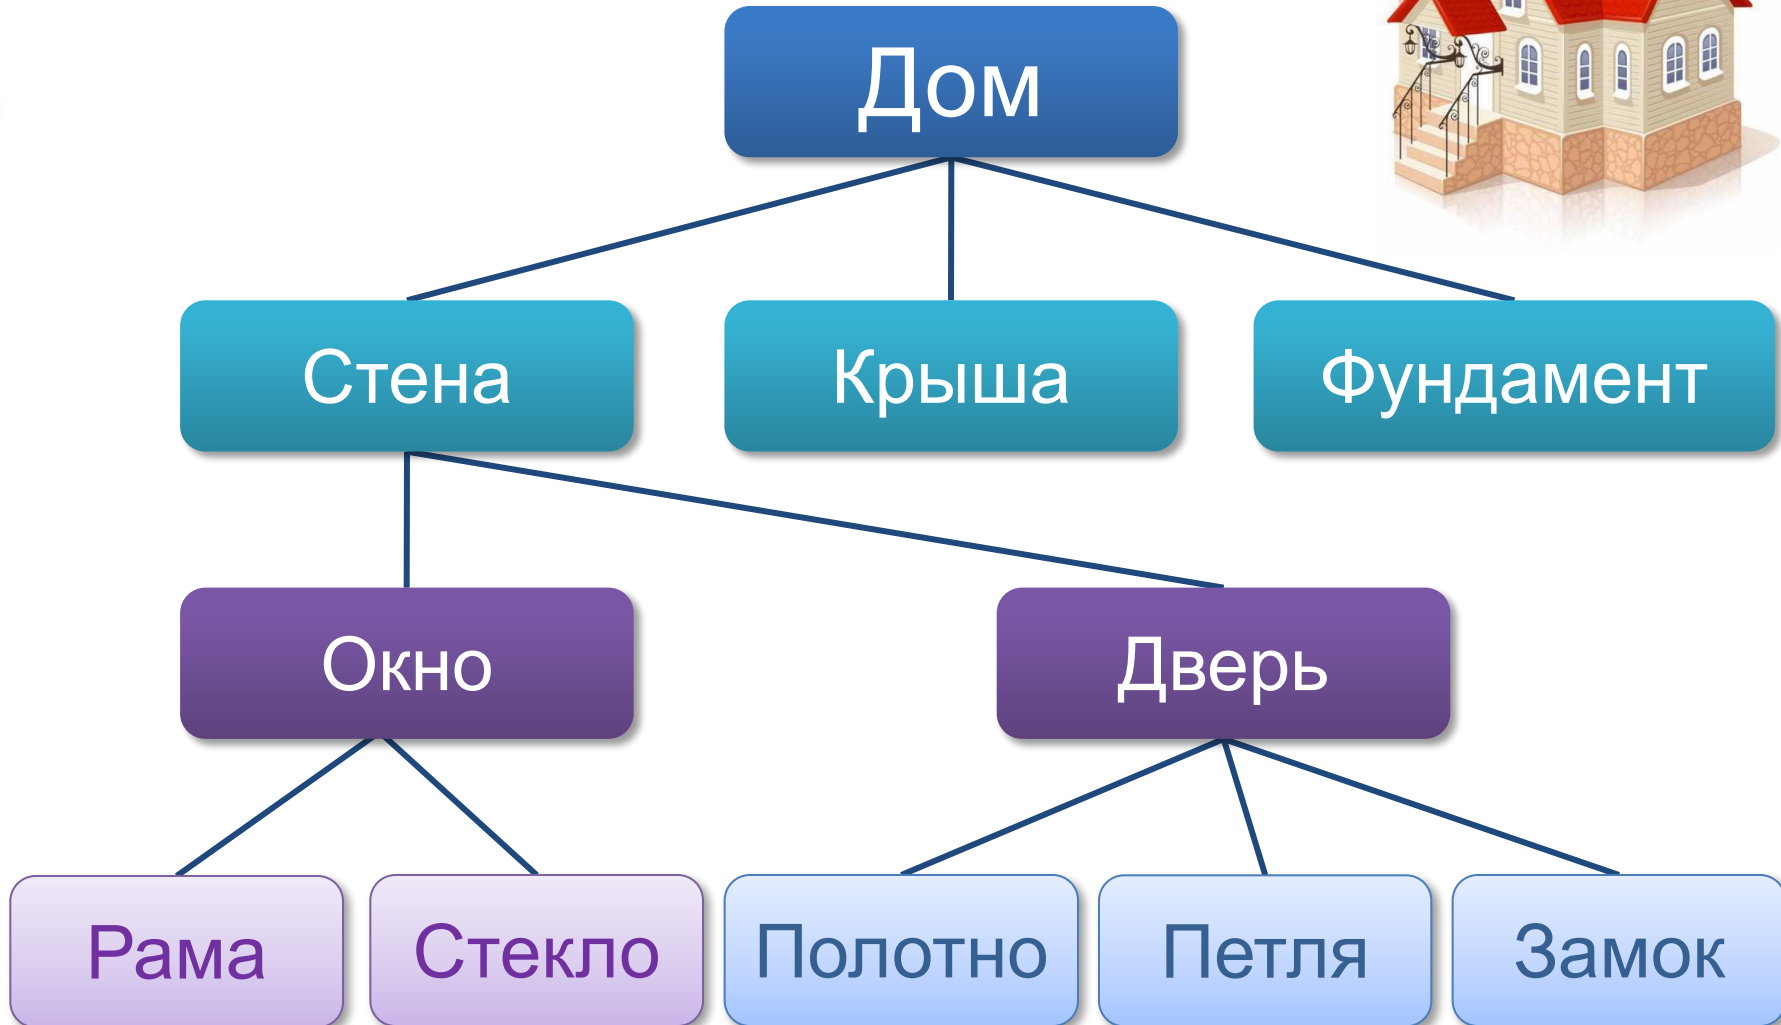 Дом
Стена
Крыша
Фундамент
Окно
Дверь
Рама
Стекло
Полотно
Петля
Замок